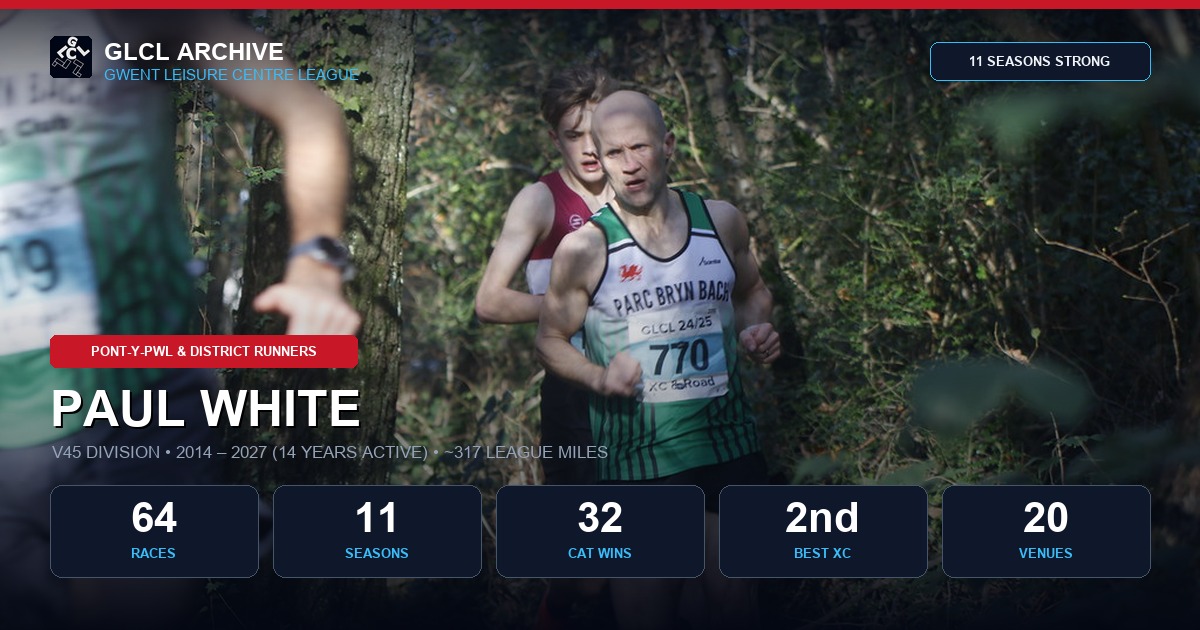 GLCL ARCHIVE
GWENT LEISURE CENTRE LEAGUE
11 SEASONS STRONG
PARC BRYN BACH
GLCL 24/25
770
XC & Road
PONT-Y-PWL & DISTRICT RUNNERS
PAUL WHITE
V45 DIVISION • 2014 – 2027 (14 YEARS ACTIVE) • ~317 LEAGUE MILES
64
RACES
11
SEASONS
32
CAT WINS
2nd
BEST XC
20
VENUES